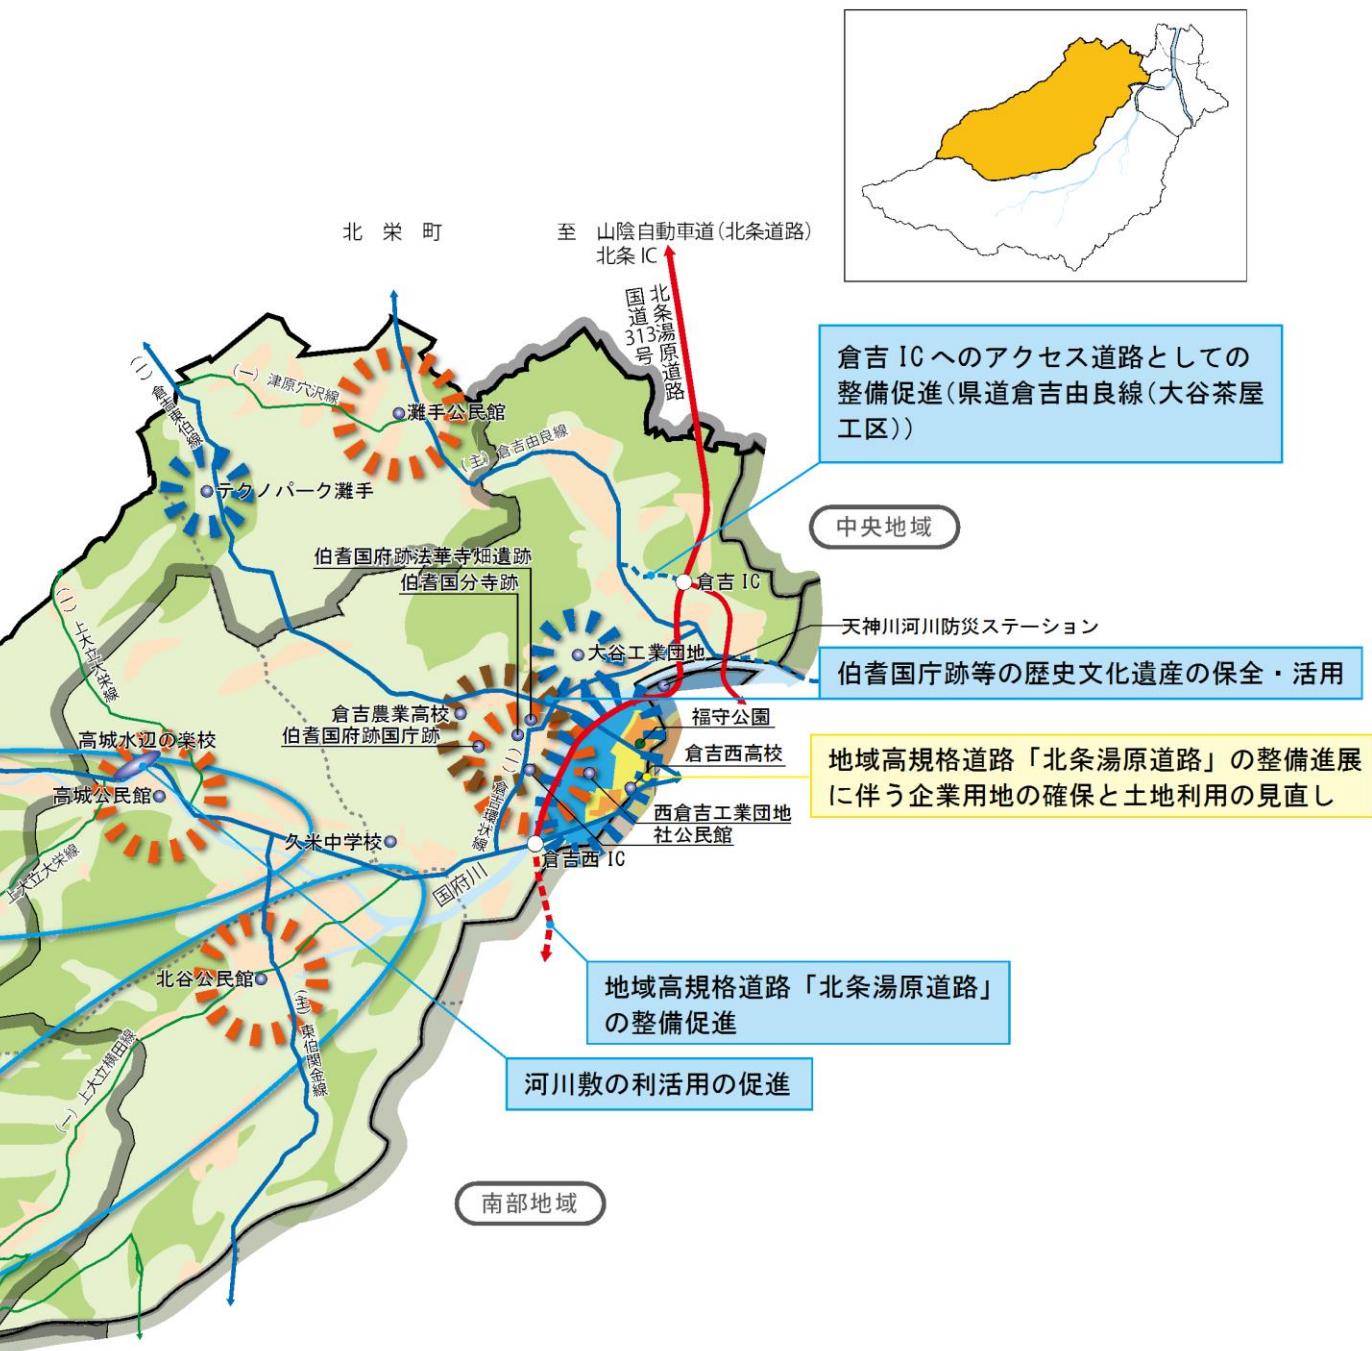 北 栄 町
至 山陰自動車道(北条道路)
北条 IC
北条湯原道路
国道313号
倉吉 IC へのアクセス道路としての
整備促進(県道倉吉由良線(大谷茶屋
工区))
(一)倉吉東伯線
(一)津原穴沢線
灘手公民館
(主)倉吉由良線
テクノパーク灘手
中央地域
伯耆国府跡法華寺畑遺跡
伯耆国分寺跡
倉吉 IC
(一)上大立大栄線
天神川河川防災ステーション
大谷工業団地
伯耆国庁跡等の歴史文化遺産の保全・活用
倉吉農業高校
伯耆国府跡国庁跡
福守公園
倉吉西高校
高城水辺の楽校
地域高規格道路「北条湯原道路」の整備進展
に伴う企業用地の確保と土地利用の見直し
高城公民館
(一)倉吉環状線
西倉吉工業団地
社公民館
久米中学校
倉吉西 IC
上大立大栄線
国府川
北谷公民館
地域高規格道路「北条湯原道路」
の整備促進
(主)東伯関金線
(一)上大立横田線
河川敷の利活用の促進
南部地域